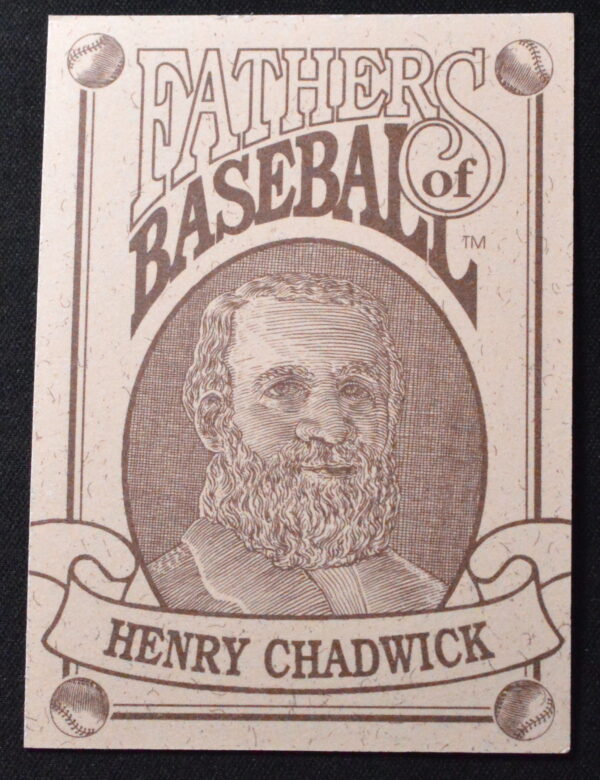 FATHERS
of
BASEBALL
TM
HENRY CHADWICK